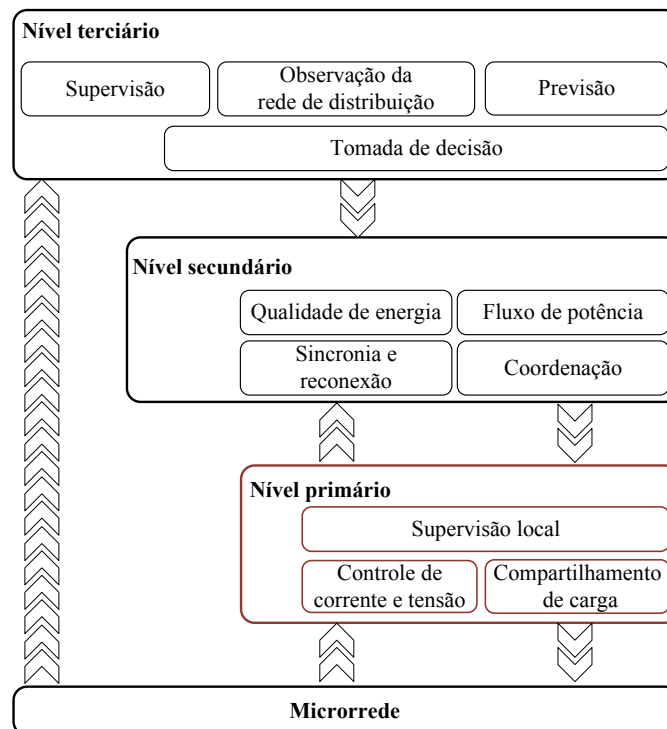 Nível terciário
Supervisão
Observação da
rede de distribuição
Previsão
Tomada de decisão
Nível secundário
Qualidade de energia
Fluxo de potência
Sincronia e
reconexão
Coordenação
Nível primário
Supervisão local
Controle de
corrente e tensão
Compartilhamento
de carga
Microrrede